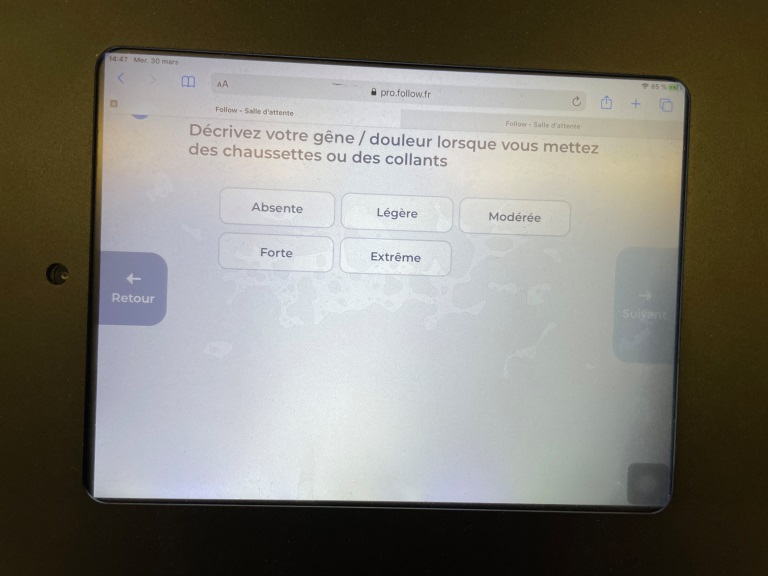 14:47 Mer. 30 mars
85 %
AA
pro.follow.fr
Follow - Salle d'attente
Follow - Salle d'attente
Décrivez votre gêne / douleur lorsque vous mettez
des chaussettes ou des collants
Absente
Légère
Modérée
Forte
Extrême
Retour
Suivant